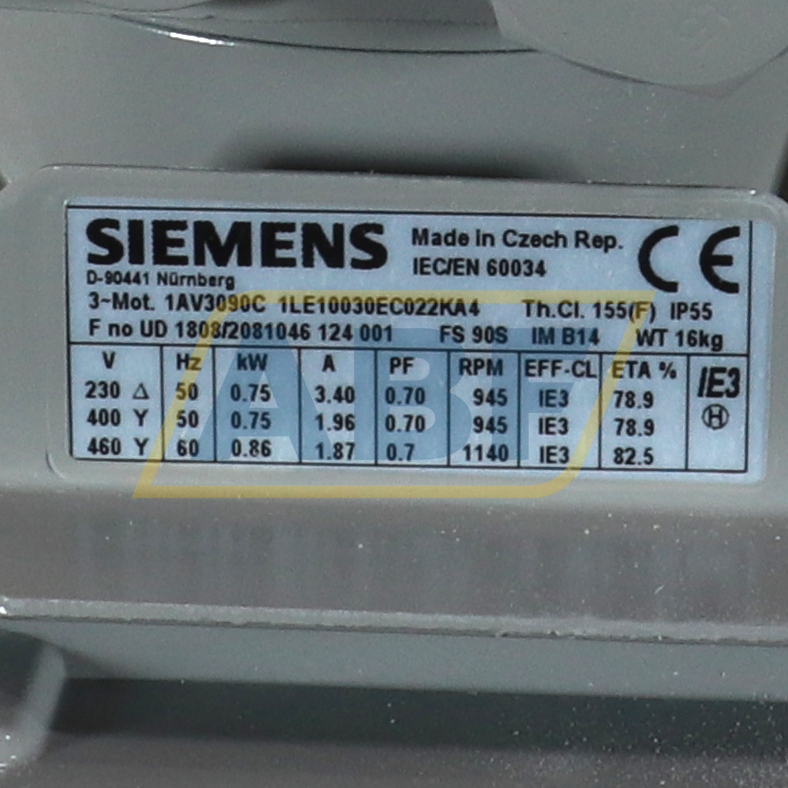 SIEMENS Made in Czech Rep. CE
D-90441 Nürnberg IEC/EN 60034
3~Mot. 1AV3090C 1LE10030EC022KA4 Th.Cl. 155(F) IP55
F no UD 1808/2081046 124 001 FS 90S IM B14 WT 16kg
V Hz kW A PF RPM EFF-CL ETA % IE3
230 Δ 50 0.75 3.40 0.70 945 IE3 78.9 H
400 Y 50 0.75 1.96 0.70 945 IE3 78.9
460 Y 60 0.86 1.87 0.7 1140 IE3 82.5
ABF